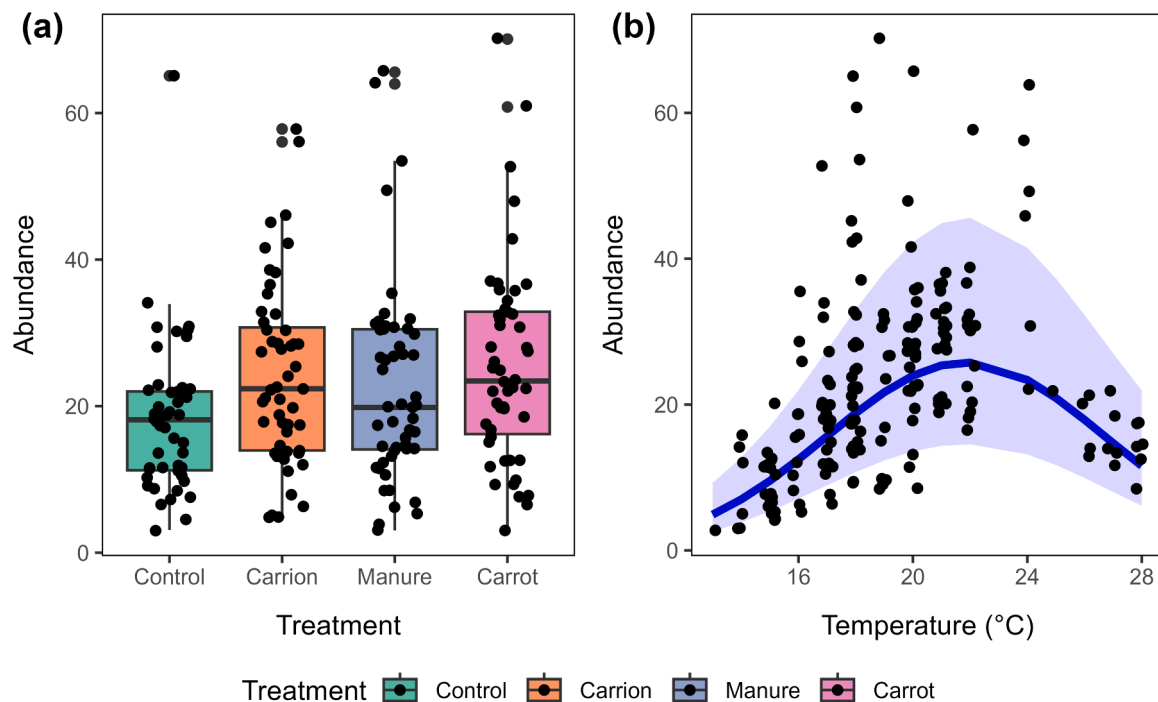 (a)
(b)
Abundance
60
40
20
0
Control Carrion Manure Carrot
Treatment
Abundance
60
40
20
0
16 20 24 28
Temperature (°C)
Treatment Control Carrion Manure Carrot